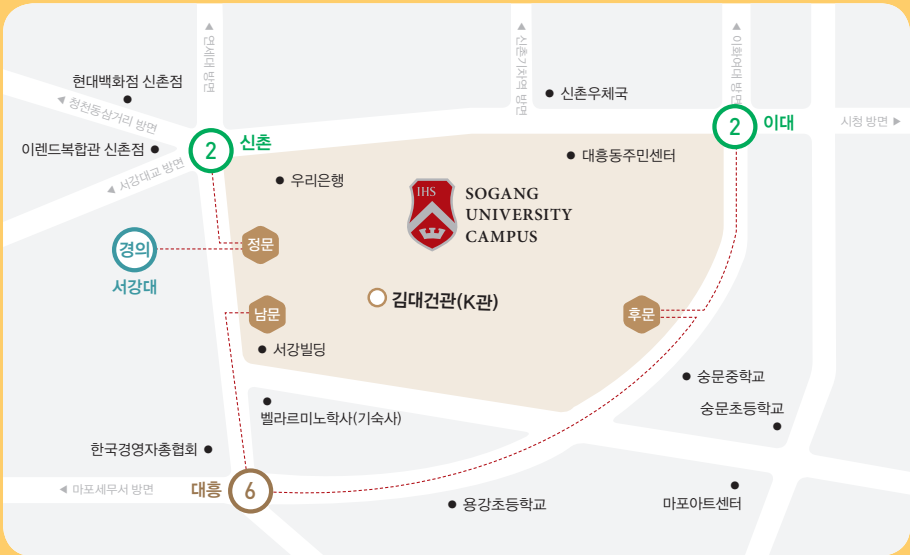 ◀ 연세대 방면
◀ 신촌기차역 방면
◀ 이화여대 방면
현대백화점 신촌점
◀ 청천동삼거리 방면
신촌우체국
2 신촌
2 이대
시청 방면 ▶
이렌드복합관 신촌점
대흥동주민센터
◀ 서강대교 방면
우리은행
IHS
SOGANG
UNIVERSITY
CAMPUS
경의
서강대
정문
김대건관(K관)
남문
후문
서강빌딩
숭문중학교
숭문초등학교
벨라르미노학사(기숙사)
한국경영자총협회
◀ 마포세무서 방면
대흥 6
용강초등학교
마포아트센터